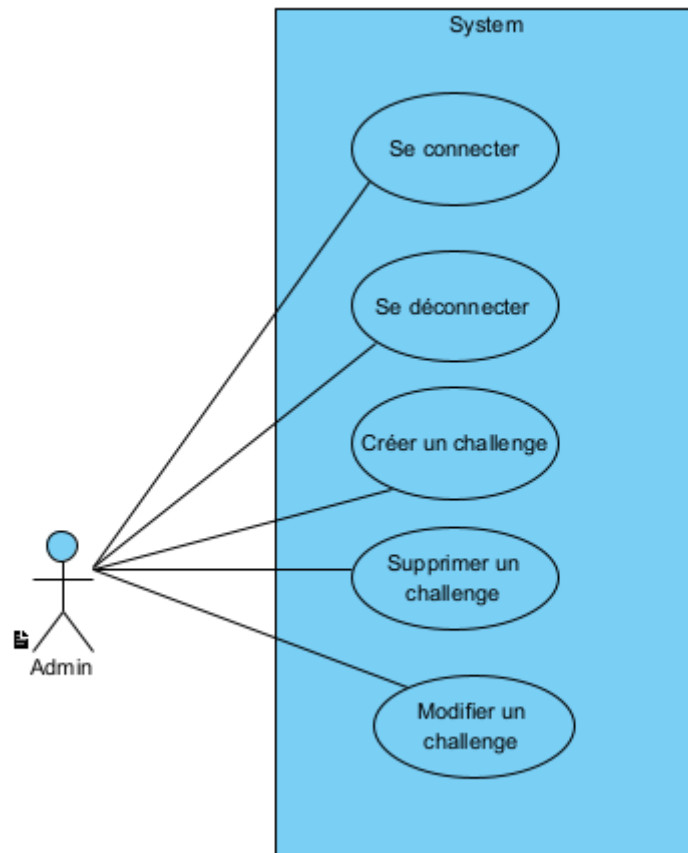 System
Se connecter
Se déconnecter
Créer un challenge
Supprimer un
challenge
Admin
Modifier un
challenge